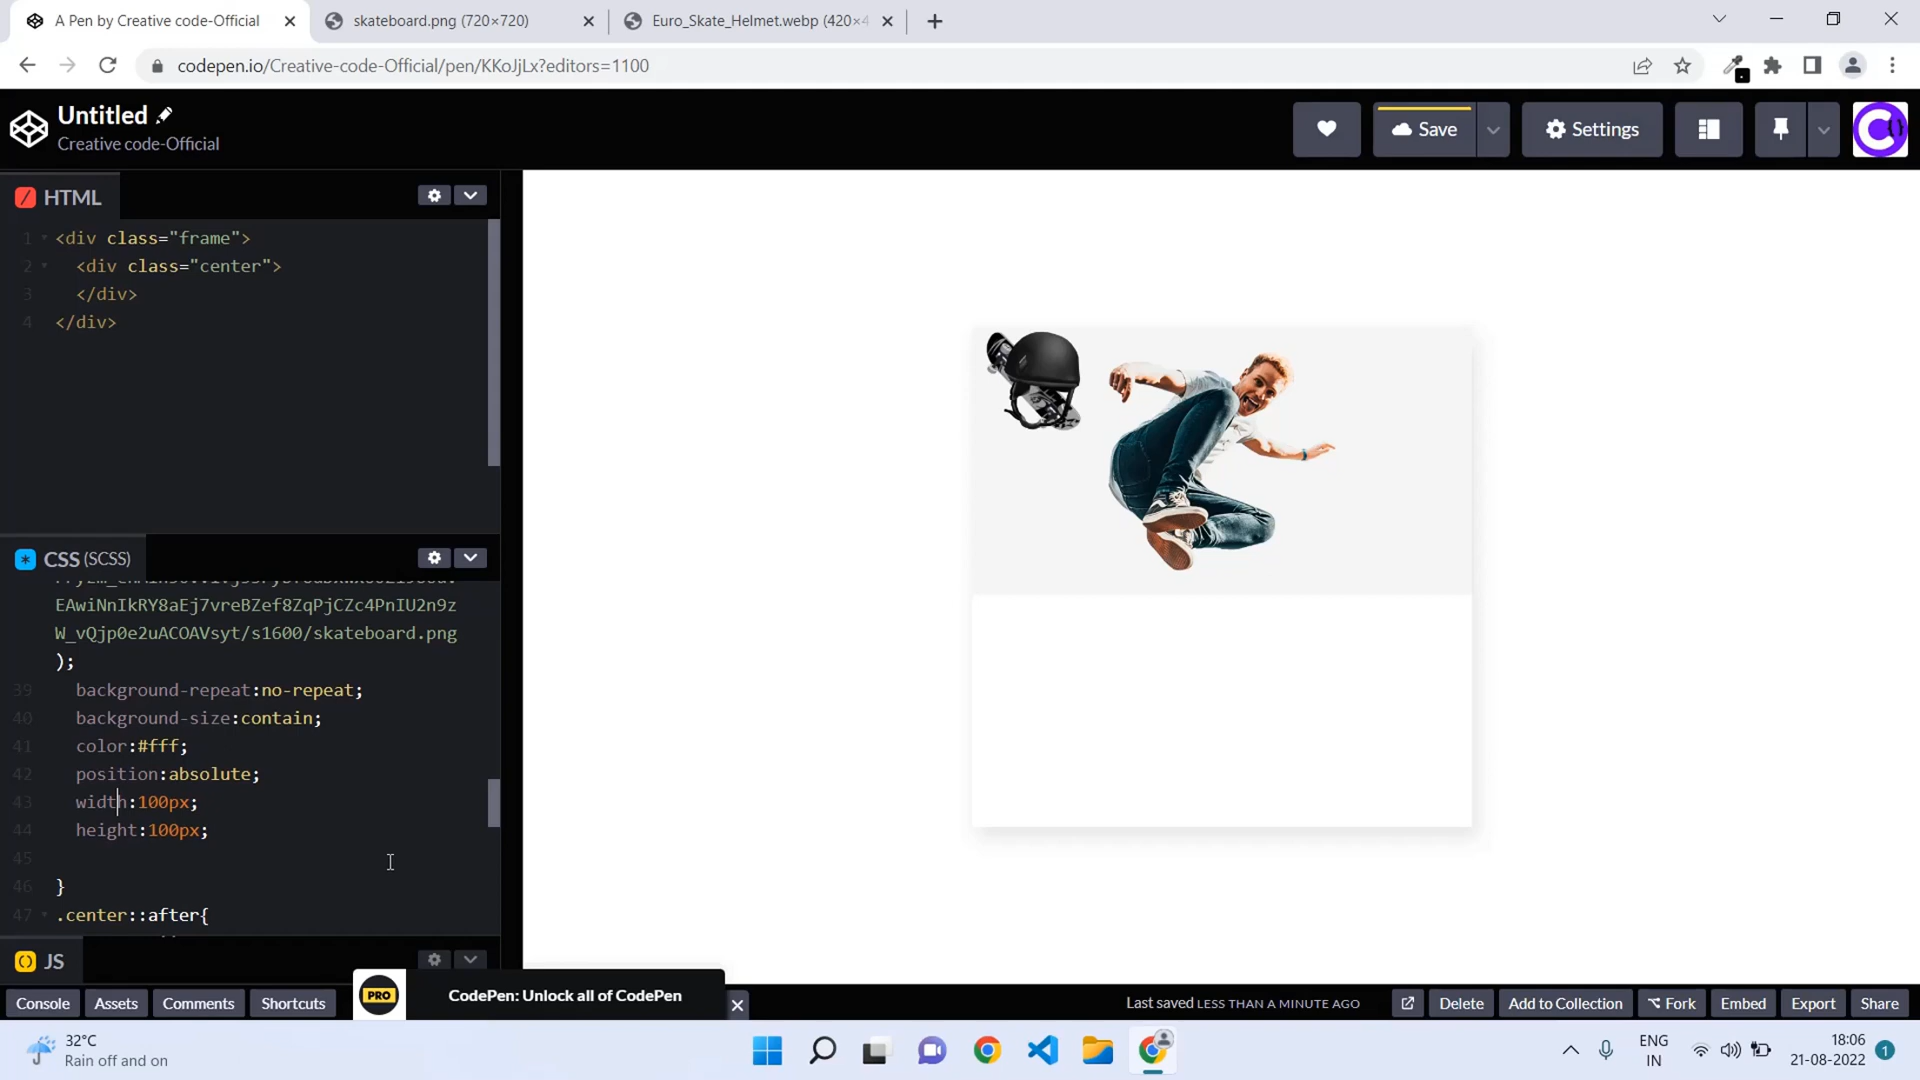 A Pen by Creative code-Official
skateboard.png (720×720)
Euro_Skate_Helmet.webp (420×4
codepen.io/Creative-code-Official/pen/KKoJjLx?editors=1100
Untitled
Creative code-Official
Save
Settings
HTML
1 <div class="frame">
2 <div class="center">
3 </div>
4 </div>
CSS (SCSS)
EAwiNnIkRY8aEj7vreBZef8ZqPjCZc4PnIU2n9z
W_vQjp0e2uACOAVsyt/s1600/skateboard.png
);
39 background-repeat:no-repeat;
40 background-size:contain;
41 color:#fff;
42 position:absolute;
43 width:100px;
44 height:100px;
45
46 }
47 .center::after{
JS
PRO
CodePen: Unlock all of CodePen
Console
Assets
Comments
Shortcuts
Last saved LESS THAN A MINUTE AGO
Delete
Add to Collection
Fork
Embed
Export
Share
32°C
Rain off and on
ENG
IN
18:06
21-08-2022
1